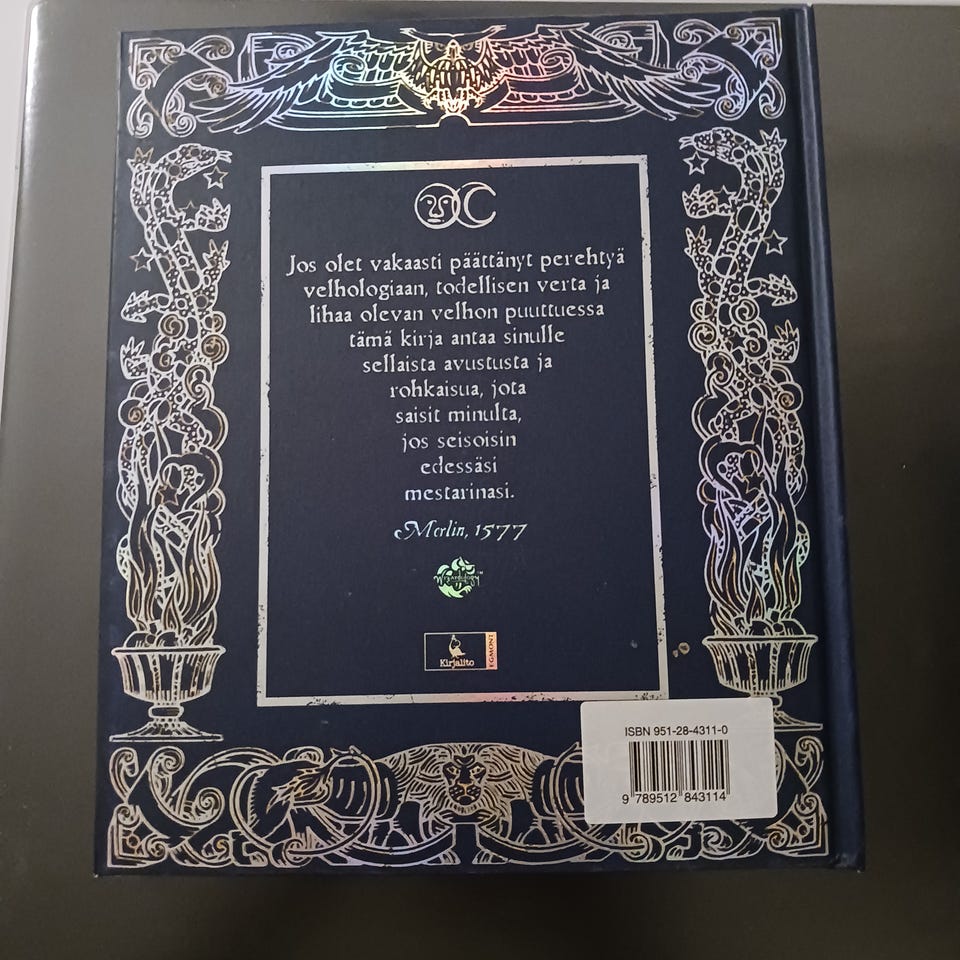 Jos olet vakaasti päättänyt perehtyä
velhologiaan, todellisen verta ja
lihaa olevan velhon puuttuessa
tämä kirja antaa sinulle
sellaista avustusta ja
rohkaisua, jota
saisit minulta,
jos seisoisin
edessäsi
mestarinasi.
Merlin, 1577
Wizardology™
Kirjalito
EGMONT
ISBN 951-28-4311-0
9 789512 843114